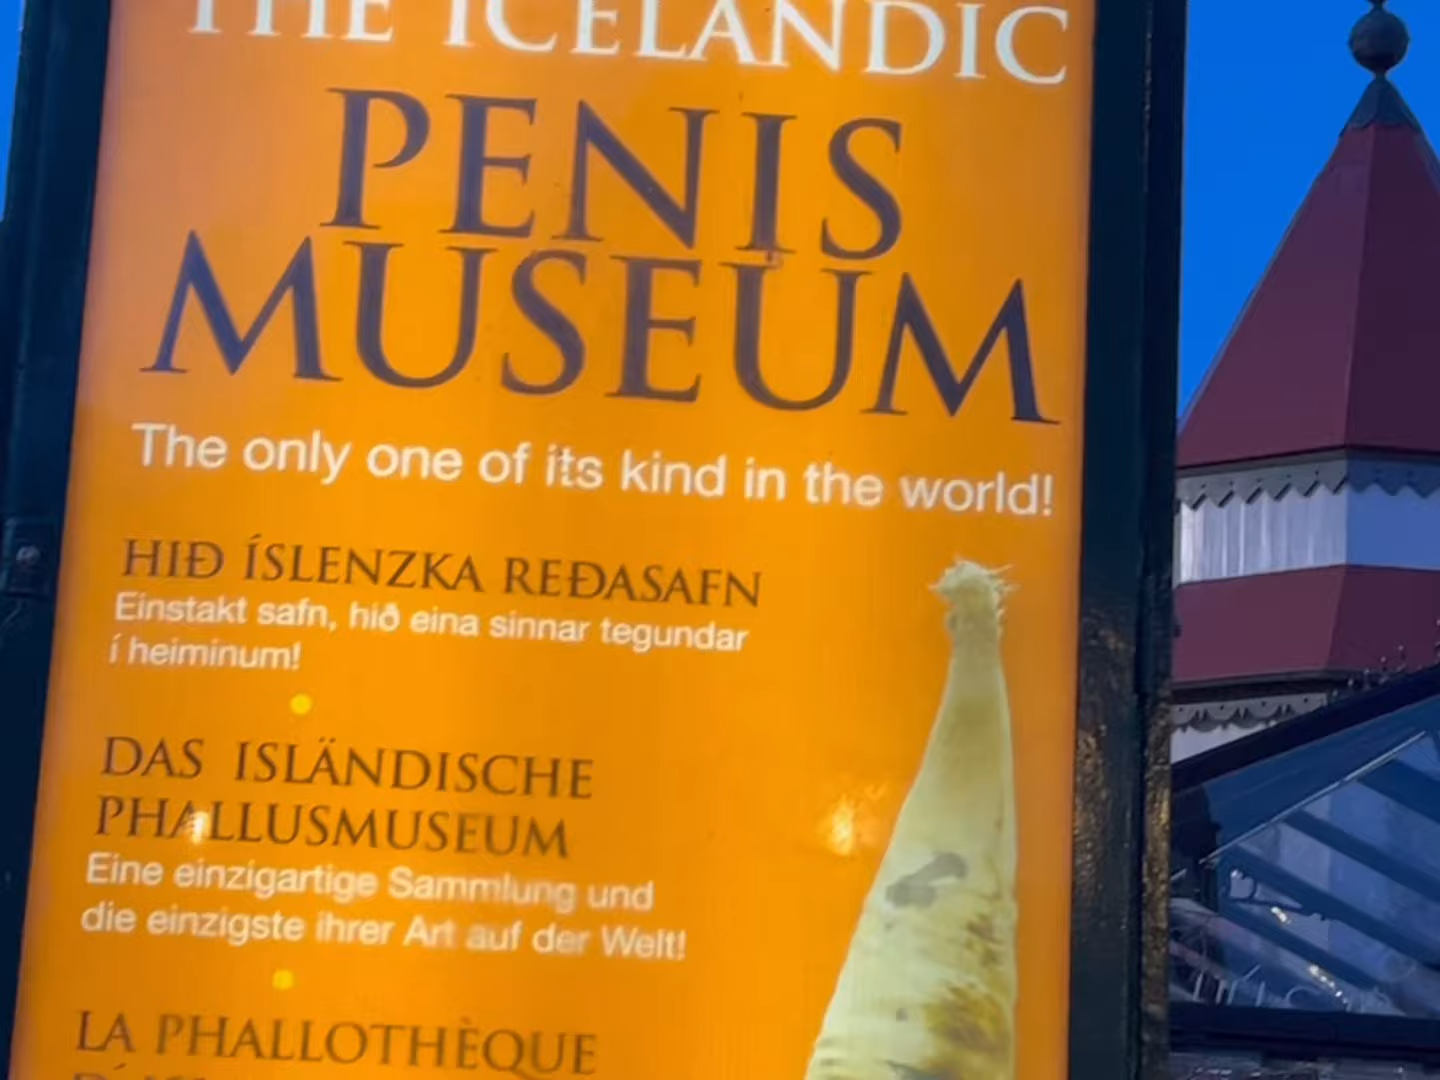 THE ICELANDIC
PENIS
MUSEUM
The only one of its kind in the world!
HIÐ ÍSLENZKA REÐASAFN
Einstakt safn, hið eina sinnar tegundar
í heiminum!
DAS ISLÄNDISCHE
PHALLUSMUSEUM
Eine einzigartige Sammlung und
die einzigste ihrer Art auf der Welt!
LA PHALLOTHÈQUE